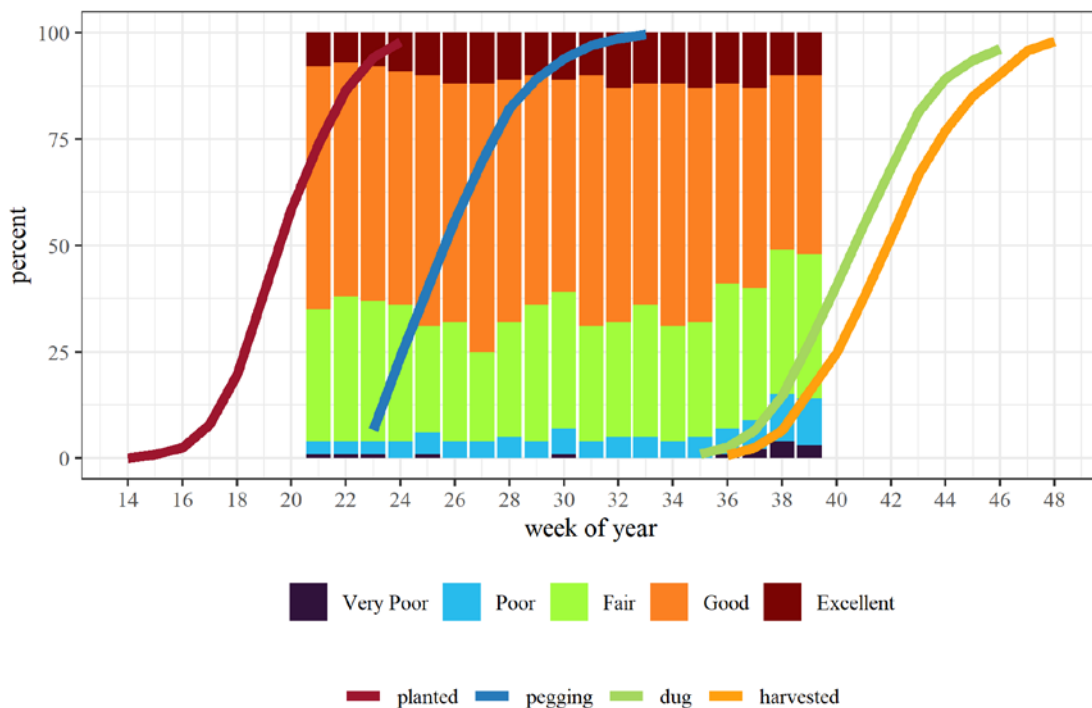 100
75
50
25
0
percent
14 16 18 20 22 24 26 28 30 32 34 36 38 40 42 44 46 48
week of year
Very Poor Poor Fair Good Excellent
planted pegging dug harvested